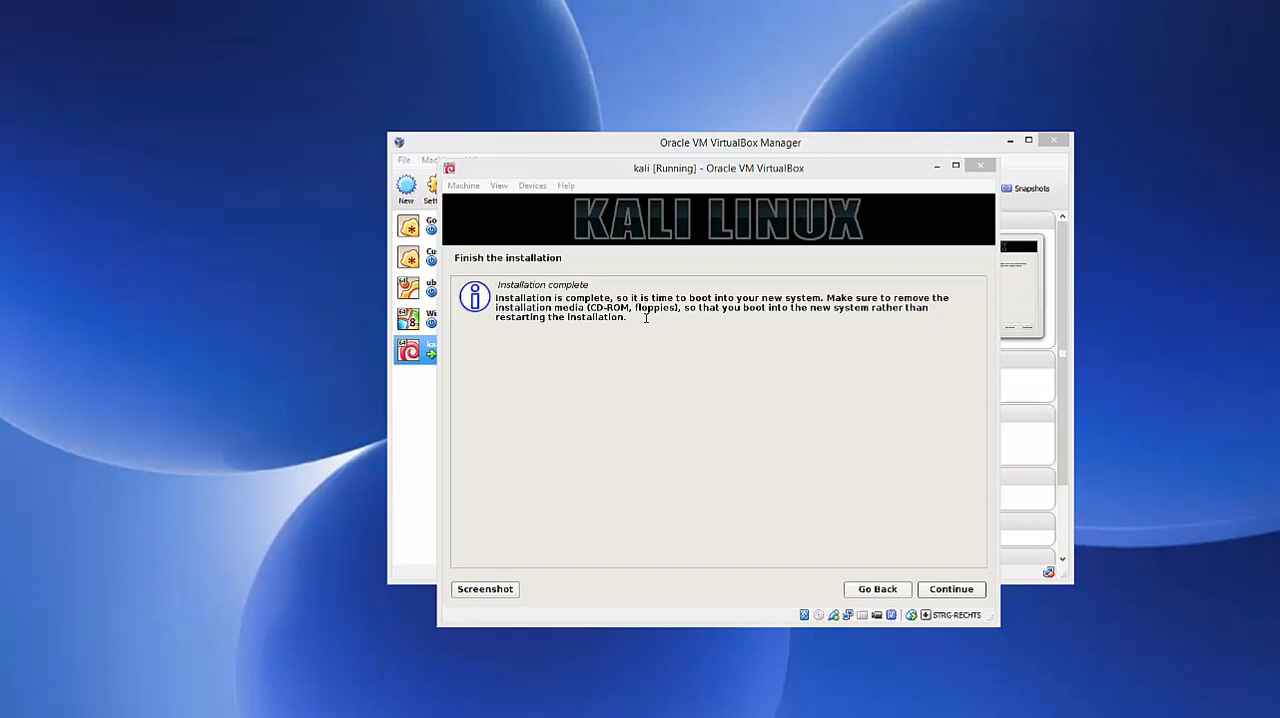 Oracle VM VirtualBox Manager
File
kali [Running] - Oracle VM VirtualBox
Machine View Devices Help
New
Snapshots
KALI LINUX
Finish the installation
Installation complete
Installation is complete, so it is time to boot into your new system. Make sure to remove the
installation media (CD-ROM, floppies), so that you boot into the new system rather than
restarting the installation.
Screenshot
Go Back
Continue
STRG-RECHTS